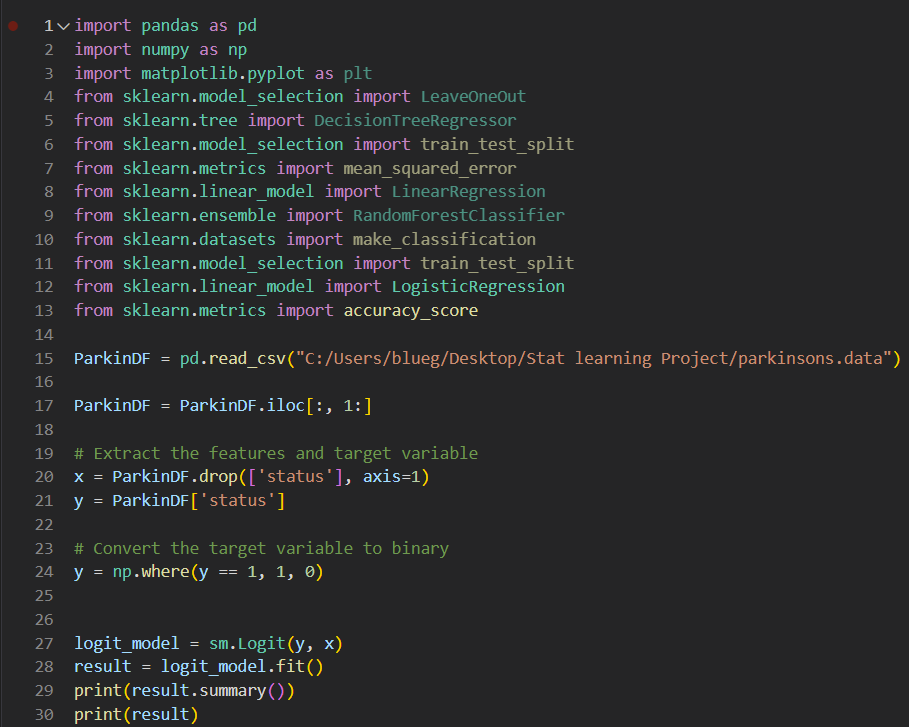 1 import pandas as pd
2 import numpy as np
3 import matplotlib.pyplot as plt
4 from sklearn.model_selection import LeaveOneOut
5 from sklearn.tree import DecisionTreeRegressor
6 from sklearn.model_selection import train_test_split
7 from sklearn.metrics import mean_squared_error
8 from sklearn.linear_model import LinearRegression
9 from sklearn.ensemble import RandomForestClassifier
10 from sklearn.datasets import make_classification
11 from sklearn.model_selection import train_test_split
12 from sklearn.linear_model import LogisticRegression
13 from sklearn.metrics import accuracy_score
14
15 ParkinDF = pd.read_csv("C:/Users/blueg/Desktop/Stat learning Project/parkinsons.data")
16
17 ParkinDF = ParkinDF.iloc[:, 1:]
18
19 # Extract the features and target variable
20 x = ParkinDF.drop(['status'], axis=1)
21 y = ParkinDF['status']
22
23 # Convert the target variable to binary
24 y = np.where(y == 1, 1, 0)
25
26
27 logit_model = sm.Logit(y, x)
28 result = logit_model.fit()
29 print(result.summary())
30 print(result)